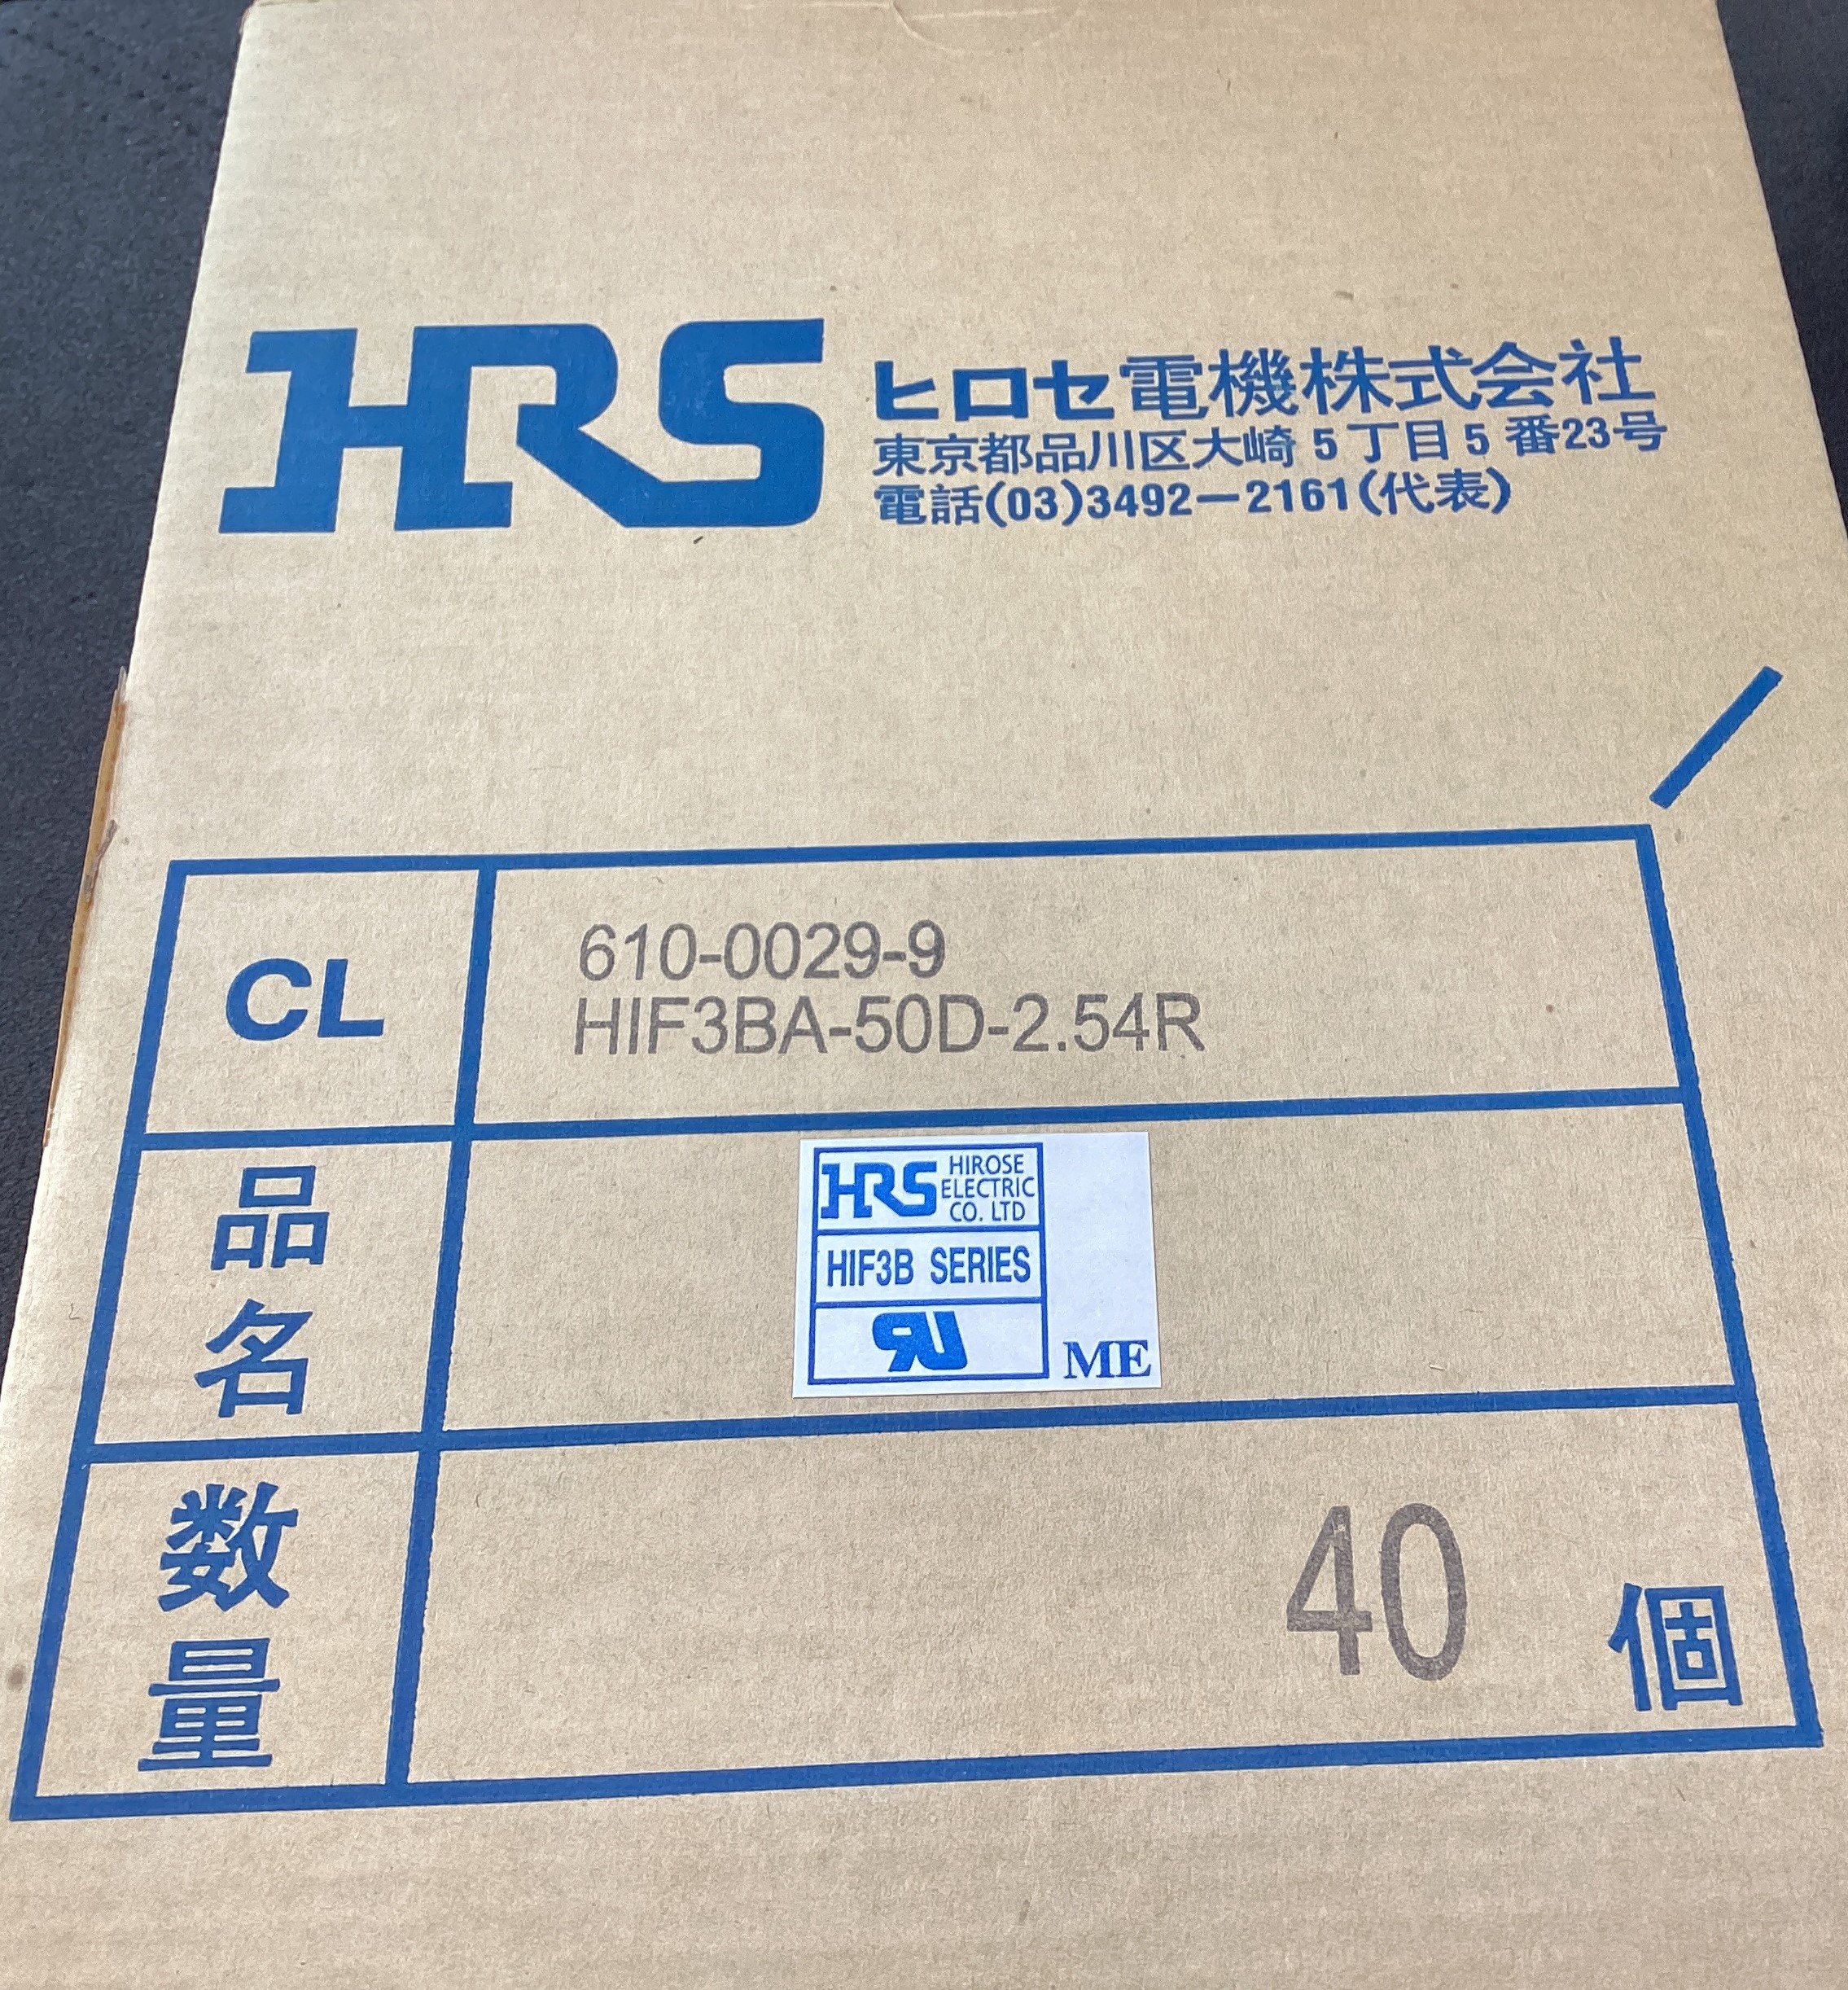 HRS
ヒロセ電機株式会社
東京都品川区大崎5丁目5番23号
電話(03)3492-2161(代表)
CL
610-0029-9
HIF3BA-50D-2.54R
品名
HRS
HIROSE
ELECTRIC
CO. LTD
HIF3B SERIES
RU
ME
数量
40 個